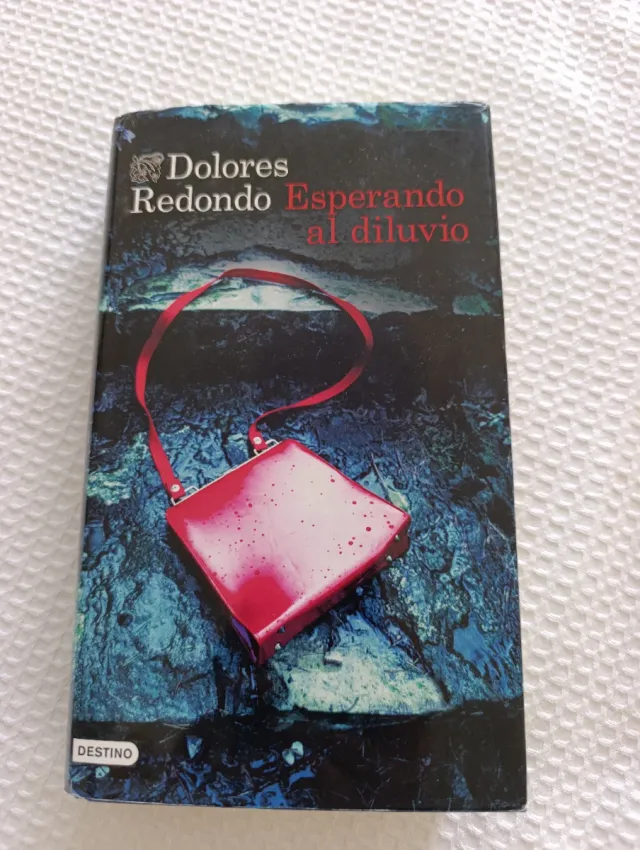 Dolores
Redondo
Esperando
al diluvio
DESTINO